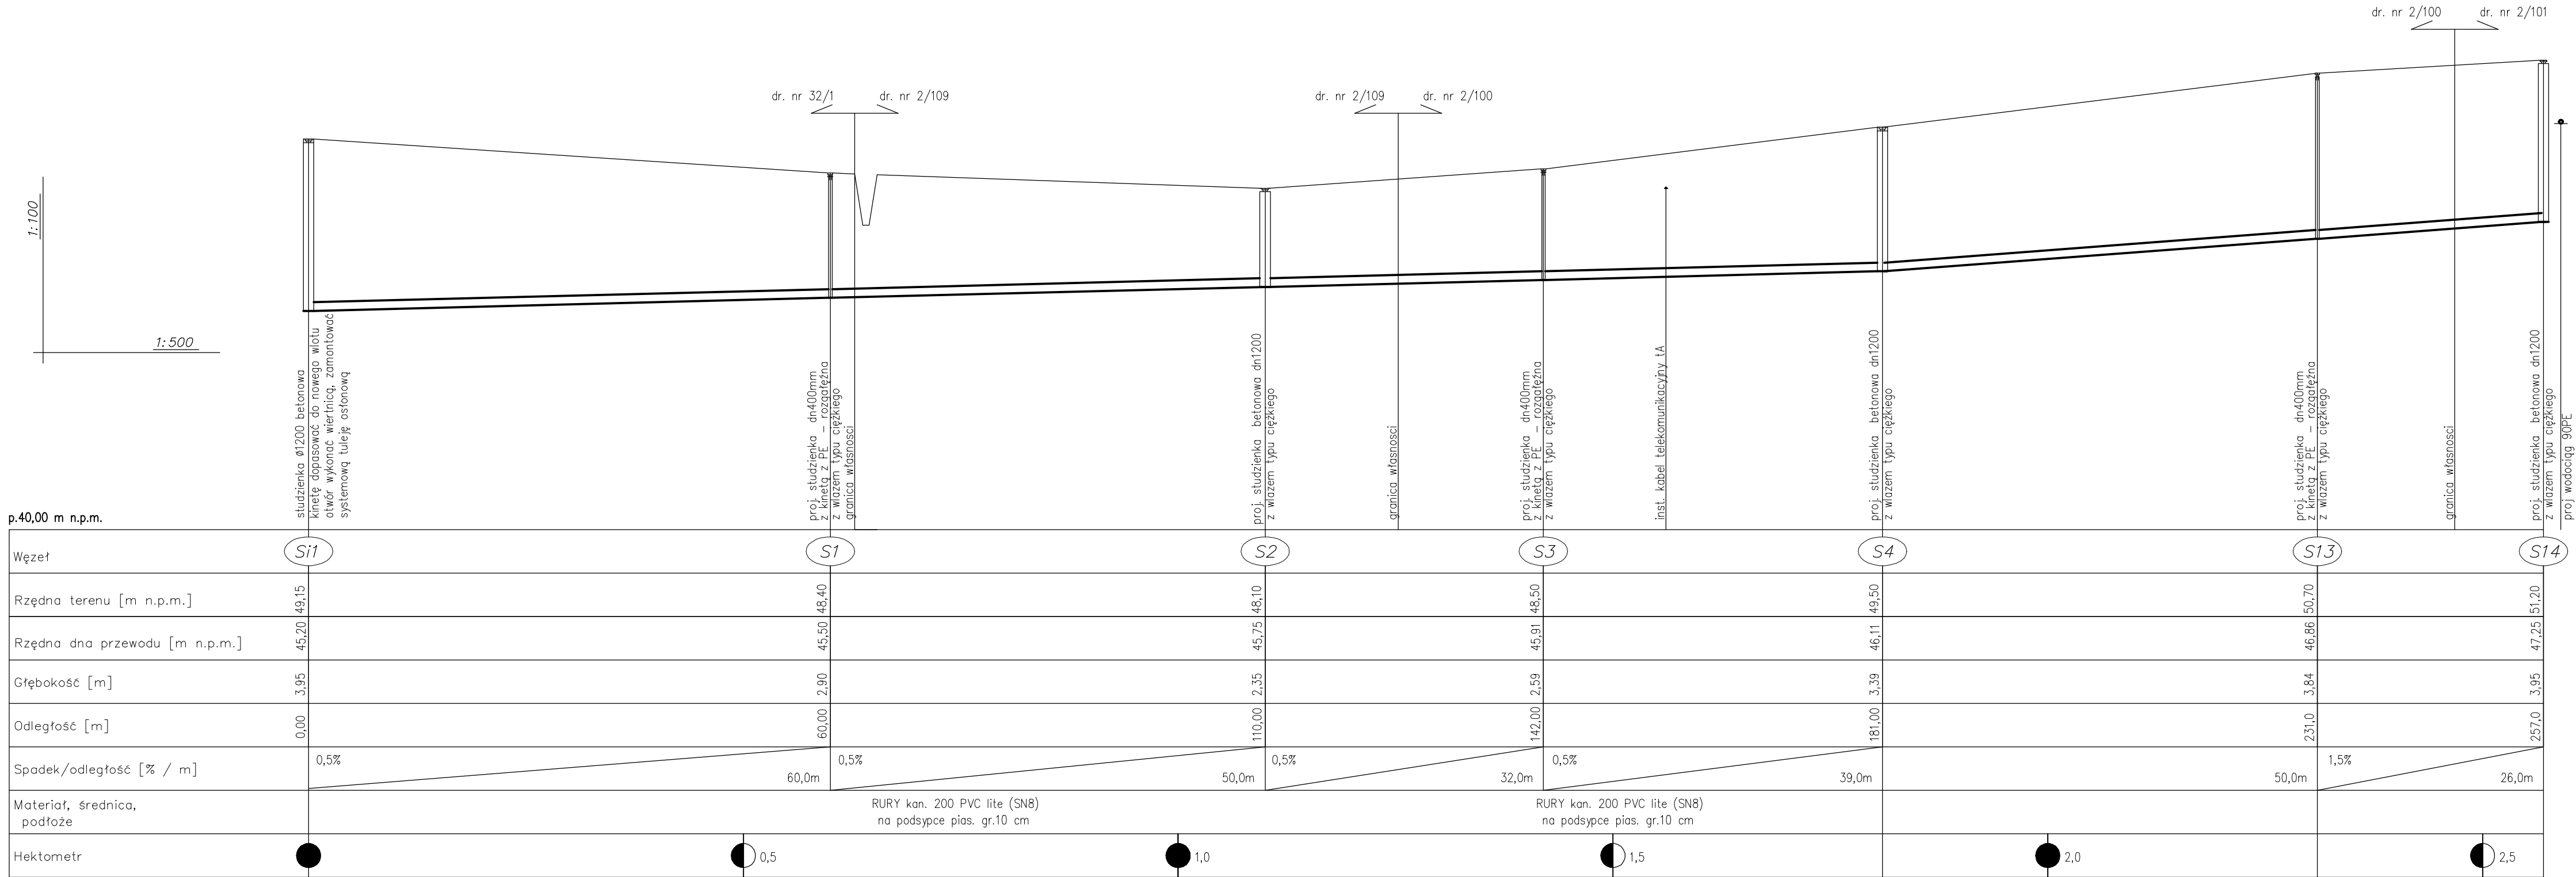 dr. nr 2/100
dr. nr 2/101
dr. nr 32/1
dr. nr 2/109
dr. nr 2/109
dr. nr 2/100
1:100
1:500
studzienka ø1200 betonowa
kinetę dopasować do nowego wlotu
otwór wykonać wiertnicą, zamontować
systemową tuleję osłonową
proj. studzienka dn400mm
z kinetą z PE – rozgałęźna
z włazem typu ciężkiego
granica własnosci
proj. studzienka betonowa dn1200
z włazem typu ciężkiego
granica własnosci
proj. studzienka dn400mm
z kinetą z PE – rozgałęźna
z włazem typu ciężkiego
inst. kabel telekomunikacyjny tA
proj. studzienka betonowa dn1200
z włazem typu ciężkiego
proj. studzienka dn400mm
z kinetą z PE – rozgałęźna
z włazem typu ciężkiego
granica własnosci
proj. studzienka betonowa dn1200
z włazem typu ciężkiego
proj wodociąg 90PE
p.40,00 m n.p.m.
Węzeł Si1 S1 S2 S3 S4 S13 S14
Rzędna terenu [m n.p.m.] 49,15 48,40 48,10 48,50 49,50 50,70 51,20
Rzędna dna przewodu [m n.p.m.] 45,20 45,50 45,75 45,91 46,11 46,86 47,25
Głębokość [m] 3,95 2,90 2,35 2,59 3,39 3,84 3,95
Odległość [m] 0,00 60,00 110,00 142,00 181,00 231,0 257,0
Spadek/odległość [% / m] 0,5% 60,0m 0,5% 50,0m 0,5% 32,0m 0,5% 39,0m 50,0m 1,5% 26,0m
Materiał, średnica,
podłoże
RURY kan. 200 PVC lite (SN8)
na podsypce pias. gr.10 cm
RURY kan. 200 PVC lite (SN8)
na podsypce pias. gr.10 cm
Hektometr 0,5 1,0 1,5 2,0 2,5